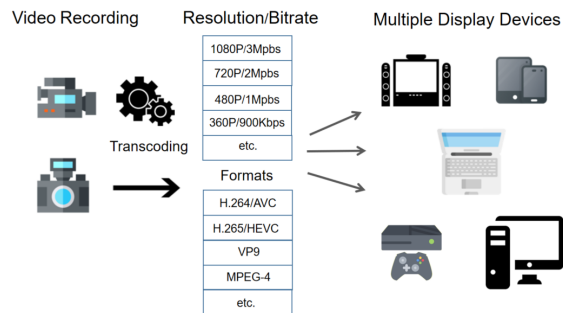 Video Recording
Resolution/Bitrate
Multiple Display Devices
1080P/3Mpbs
720P/2Mpbs
480P/1Mpbs
360P/900Kbps
etc.
Transcoding
Formats
H.264/AVC
H.265/HEVC
VP9
MPEG-4
etc.